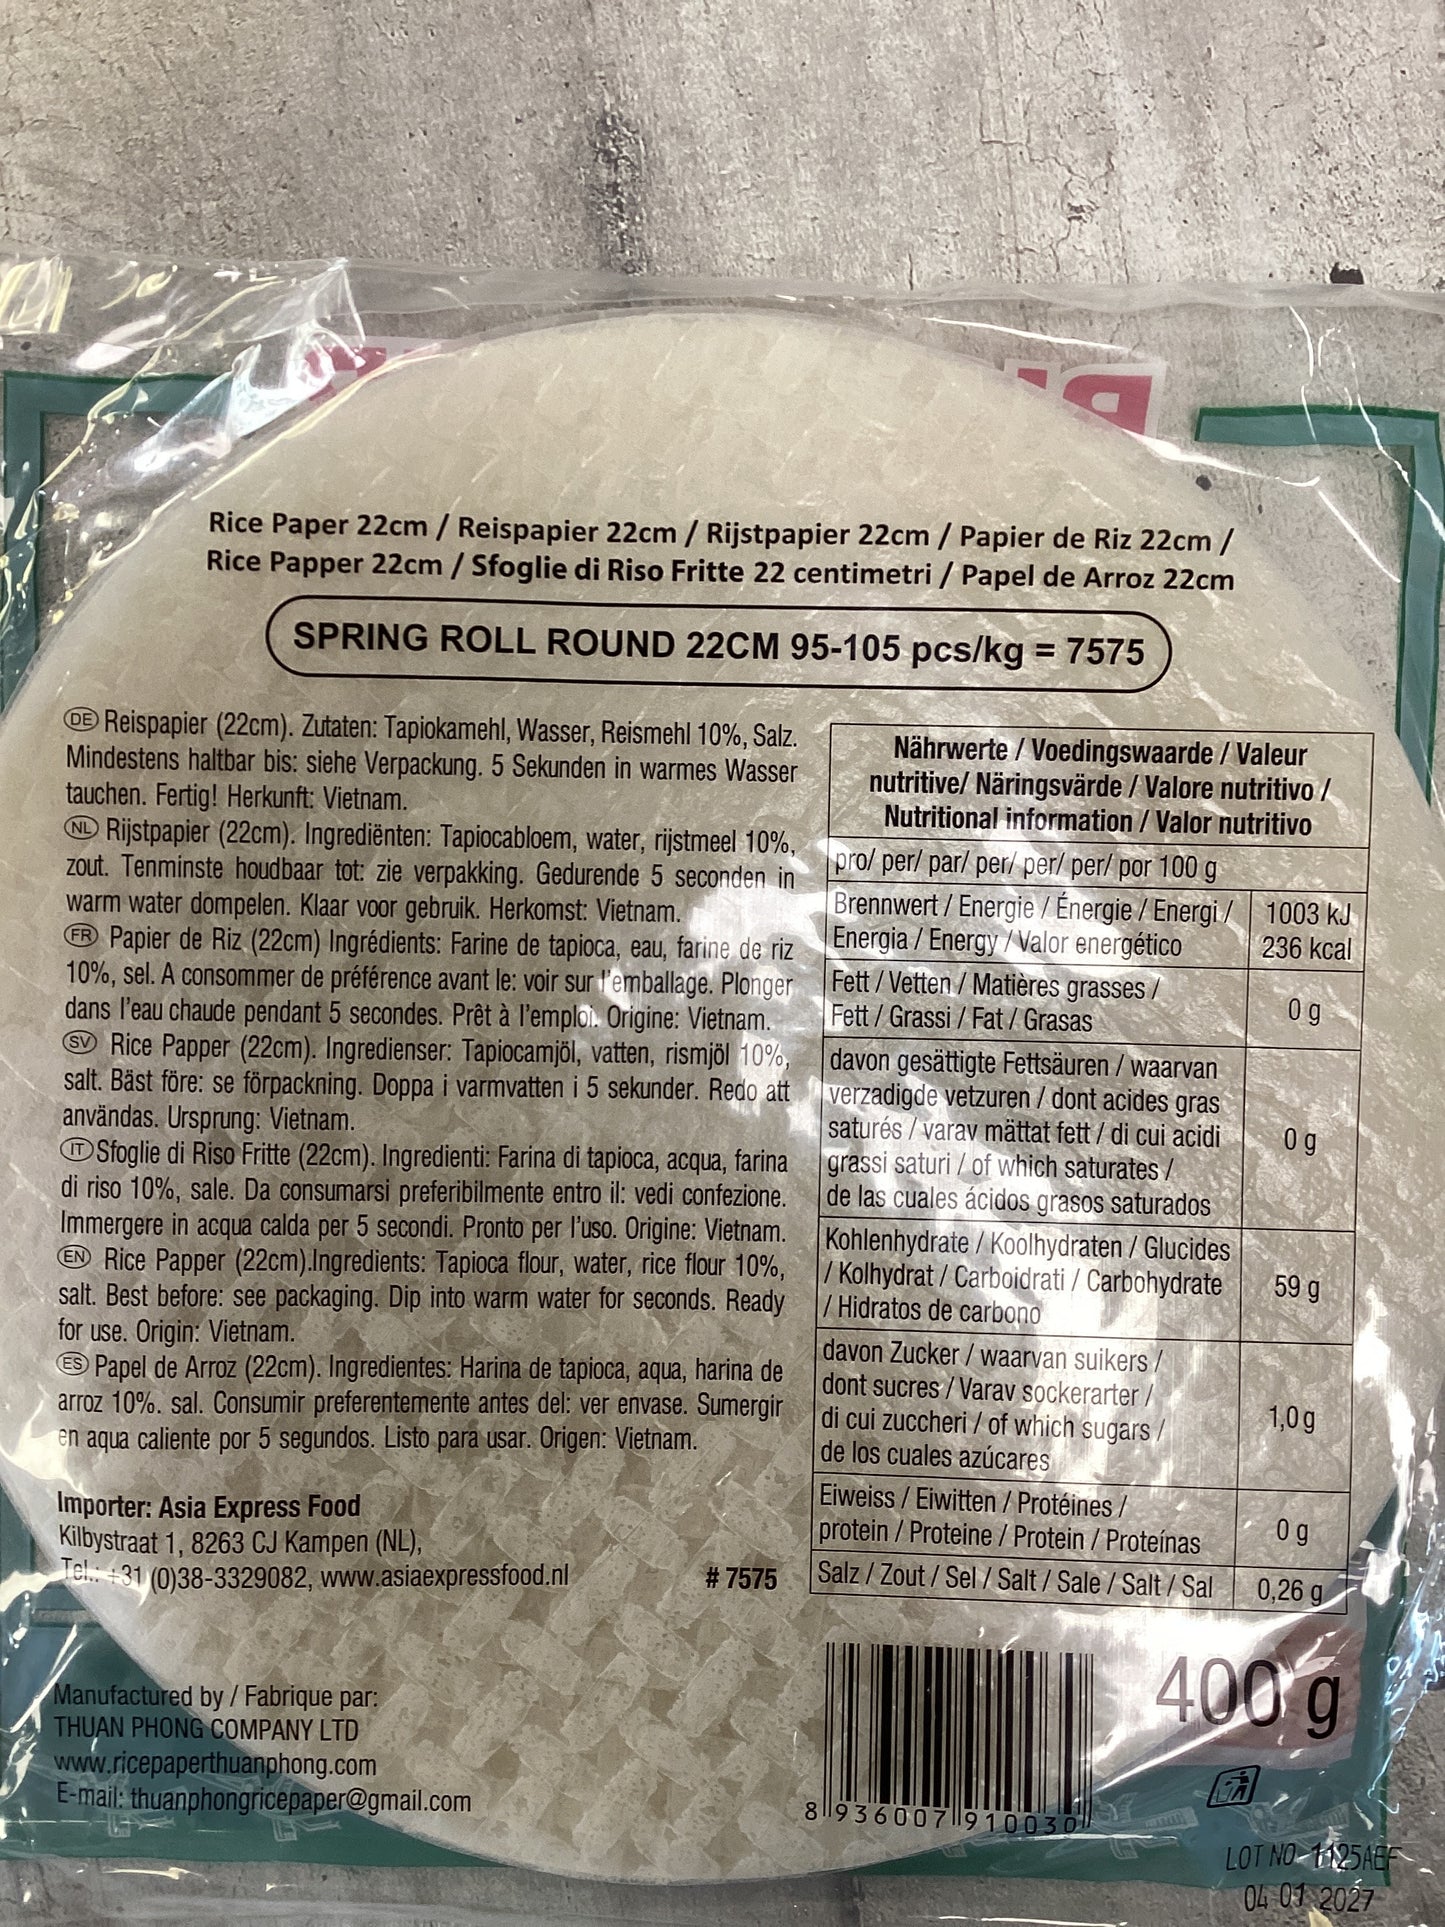 Rice Paper 22cm / Reispapier 22cm / Rijstpapier 22cm / Papier de Riz 22cm /
Rice Papper 22cm / Sfoglie di Riso Fritte 22 centimetri / Papel de Arroz 22cm
SPRING ROLL ROUND 22CM 95-105 pcs/kg = 7575
DE Reispapier (22cm). Zutaten: Tapiokamehl, Wasser, Reismehl 10%, Salz.
Mindestens haltbar bis: siehe Verpackung. 5 Sekunden in warmes Wasser
tauchen. Fertig! Herkunft: Vietnam.
NL Rijstpapier (22cm). Ingrediënten: Tapiocabloem, water, rijstmeel 10%,
zout. Tenminste houdbaar tot: zie verpakking. Gedurende 5 seconden in
warm water dompelen. Klaar voor gebruik. Herkomst: Vietnam.
FR Papier de Riz (22cm) Ingrédients: Farine de tapioca, eau, farine de riz
10%, sel. A consommer de préférence avant le: voir sur l'emballage. Plonger
dans l'eau chaude pendant 5 secondes. Prêt à l'emploi. Origine: Vietnam.
SV Rice Papper (22cm). Ingredienser: Tapiocamjöl, vatten, rismjöl 10%,
salt. Bäst före: se förpackning. Doppa i varmvatten i 5 sekunder. Redo att
användas. Ursprung: Vietnam.
IT Sfoglie di Riso Fritte (22cm). Ingredienti: Farina di tapioca, acqua, farina
di riso 10%, sale. Da consumarsi preferibilmente entro il: vedi confezione.
Immergere in acqua calda per 5 secondi. Pronto per l'uso. Origine: Vietnam.
EN Rice Papper (22cm).Ingredients: Tapioca flour, water, rice flour 10%,
salt. Best before: see packaging. Dip into warm water for seconds. Ready
for use. Origin: Vietnam.
ES Papel de Arroz (22cm). Ingredientes: Harina de tapioca, aqua, harina de
arroz 10%. sal. Consumir preferentemente antes del: ver envase. Sumergir
en aqua caliente por 5 segundos. Listo para usar. Origen: Vietnam.
Importer: Asia Express Food
Kilbystraat 1, 8263 CJ Kampen (NL),
Tel.: +31 (0)38-3329082, www.asiaexpressfood.nl
# 7575
Manufactured by / Fabrique par:
THUAN PHONG COMPANY LTD
www.ricepaperthuanphong.com
E-mail: thuanphongricepaper@gmail.com
Nährwerte / Voedingswaarde / Valeur
nutritive/ Näringsvärde / Valore nutritivo /
Nutritional information / Valor nutritivo
pro/ per/ par/ per/ per/ per/ por 100 g
Brennwert / Energie / Énergie / Energi / 1003 kJ
Energia / Energy / Valor energético 236 kcal
Fett / Vetten / Matières grasses /
Fett / Grassi / Fat / Grasas 0 g
davon gesättigte Fettsäuren / waarvan
verzadigde vetzuren / dont acides gras
saturés / varav mättat fett / di cui acidi 0 g
grassi saturi / of which saturates /
de las cuales ácidos grasos saturados
Kohlenhydrate / Koolhydraten / Glucides
/ Kolhydrat / Carboidrati / Carbohydrate 59 g
/ Hidratos de carbono
davon Zucker / waarvan suikers /
dont sucres / Varav sockerarter /
di cui zuccheri / of which sugars / 1,0 g
de los cuales azúcares
Eiweiss / Eiwitten / Protéines /
protein / Proteine / Protein / Proteínas 0 g
Salz / Zout / Sel / Salt / Sale / Salt / Sal 0,26 g
400 g
8 936007 910030
LOT NO 1125AEF
04 01 2027